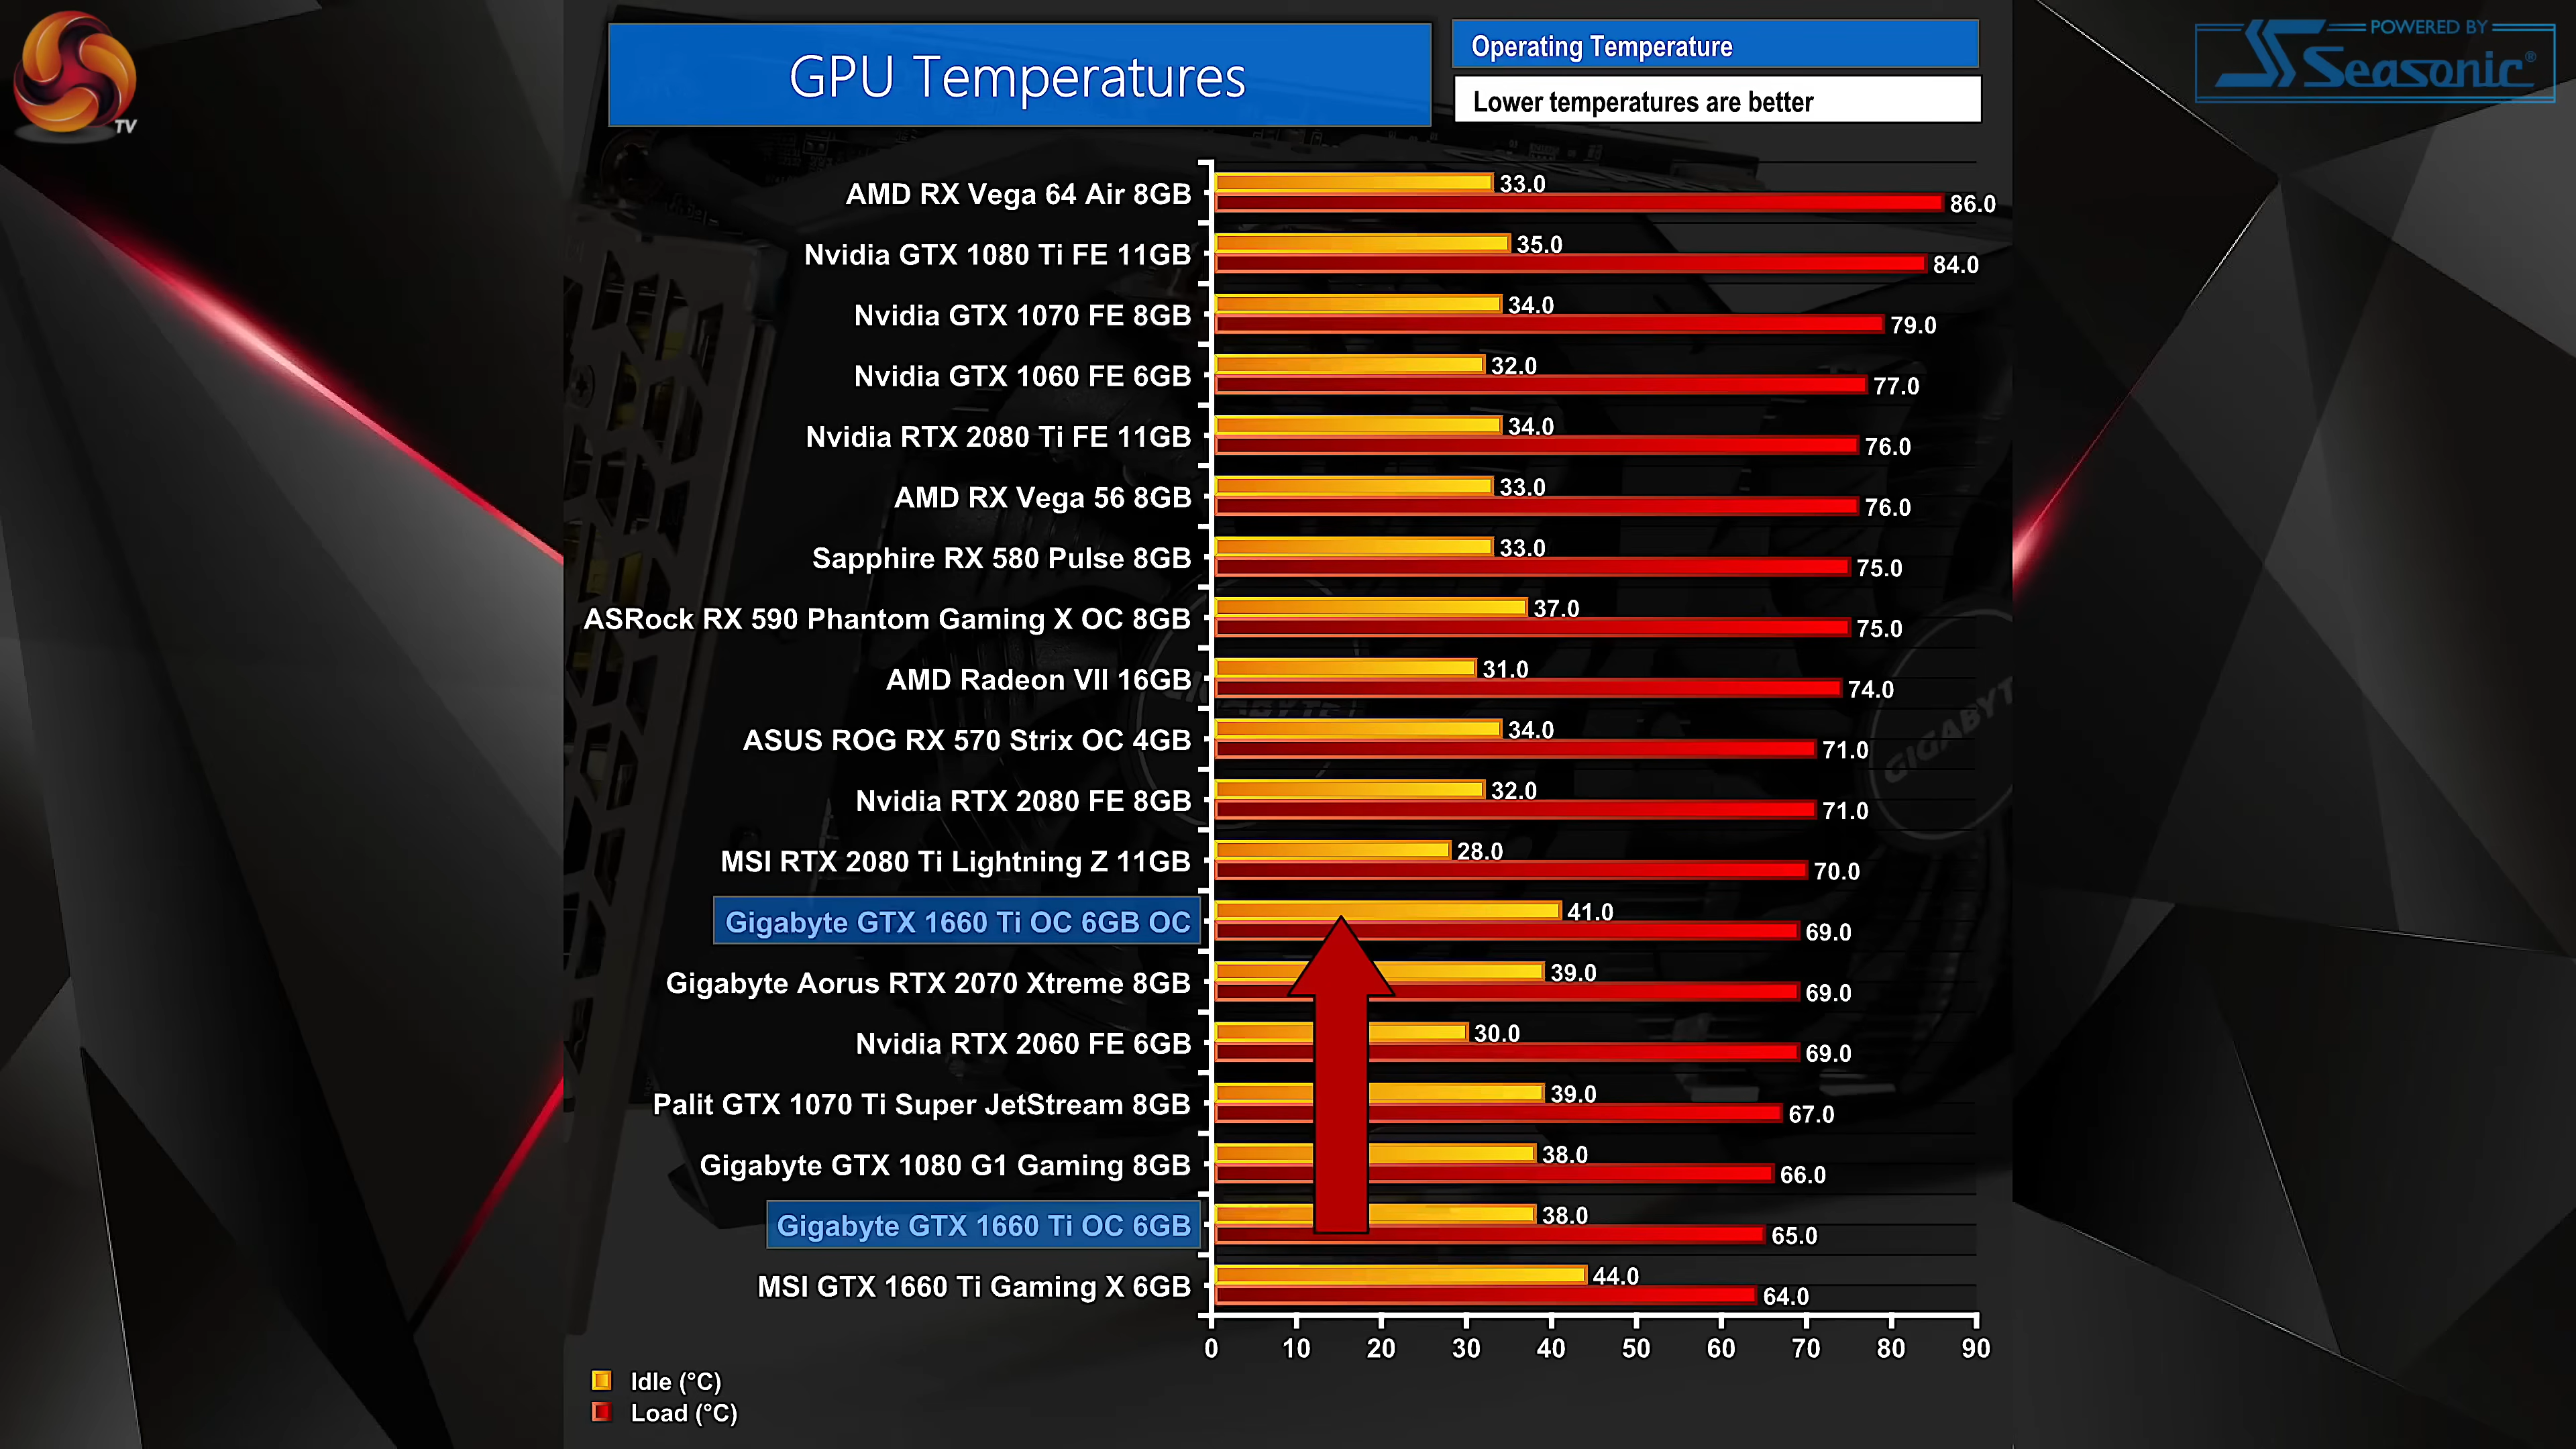 TV
GPU Temperatures
Operating Temperature
Lower temperatures are better
POWERED BY
Seasonic®
AMD RX Vega 64 Air 8GB 33.0 86.0
Nvidia GTX 1080 Ti FE 11GB 35.0 84.0
Nvidia GTX 1070 FE 8GB 34.0 79.0
Nvidia GTX 1060 FE 6GB 32.0 77.0
Nvidia RTX 2080 Ti FE 11GB 34.0 76.0
AMD RX Vega 56 8GB 33.0 76.0
Sapphire RX 580 Pulse 8GB 33.0 75.0
ASRock RX 590 Phantom Gaming X OC 8GB 37.0 75.0
AMD Radeon VII 16GB 31.0 74.0
ASUS ROG RX 570 Strix OC 4GB 34.0 71.0
Nvidia RTX 2080 FE 8GB 32.0 71.0
MSI RTX 2080 Ti Lightning Z 11GB 28.0 70.0
Gigabyte GTX 1660 Ti OC 6GB OC 41.0 69.0
Gigabyte Aorus RTX 2070 Xtreme 8GB 39.0 69.0
Nvidia RTX 2060 FE 6GB 30.0 69.0
Palit GTX 1070 Ti Super JetStream 8GB 39.0 67.0
Gigabyte GTX 1080 G1 Gaming 8GB 38.0 66.0
Gigabyte GTX 1660 Ti OC 6GB 38.0 65.0
MSI GTX 1660 Ti Gaming X 6GB 44.0 64.0
0 10 20 30 40 50 60 70 80 90
Idle (°C)
Load (°C)
GIGABYTE
GIGABYT